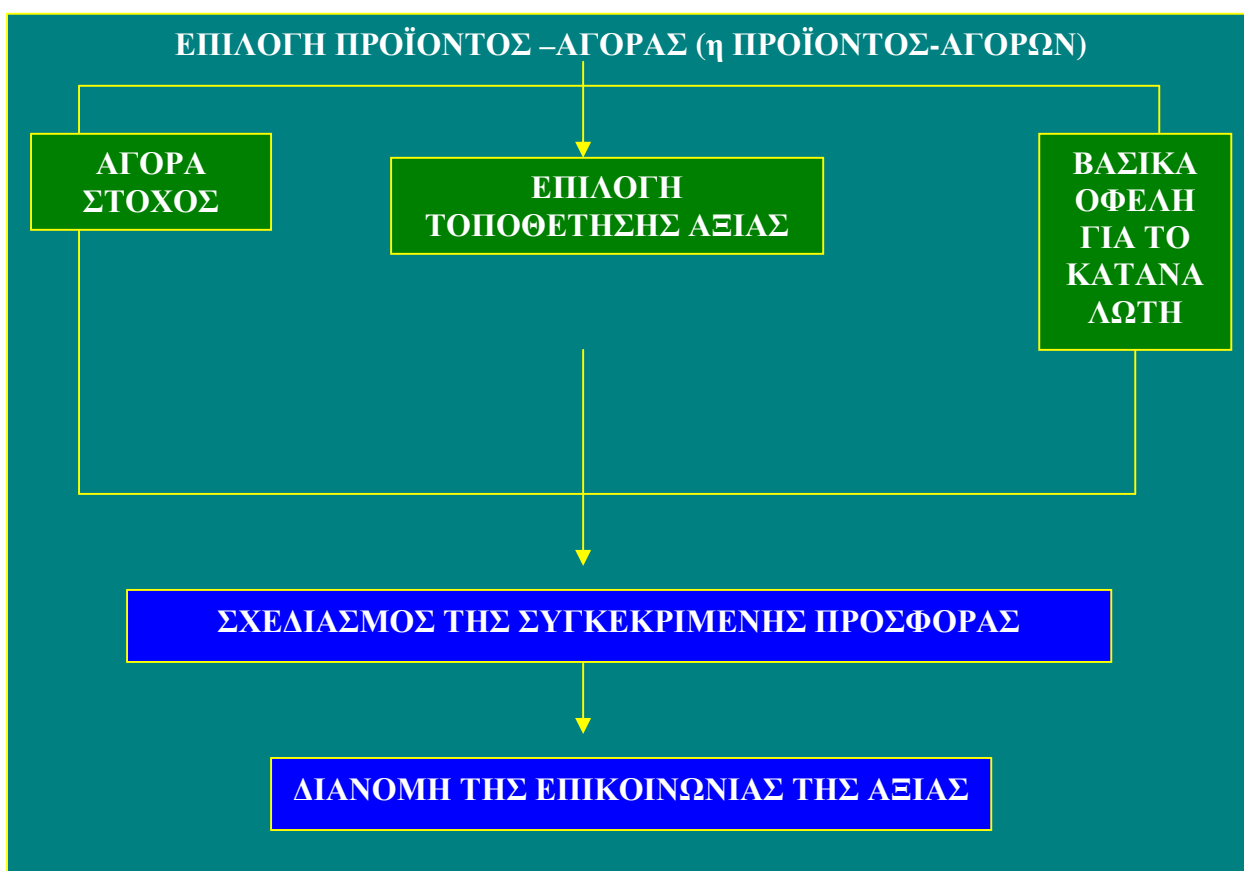 ΕΠΙΛΟΓΗ ΠΡΟΪΟΝΤΟΣ –ΑΓΟΡΑΣ (η ΠΡΟΪΟΝΤΟΣ-ΑΓΟΡΩΝ)
ΑΓΟΡΑ
ΣΤΟΧΟΣ
ΕΠΙΛΟΓΗ
ΤΟΠΟΘΕΤΗΣΗΣ ΑΞΙΑΣ
ΒΑΣΙΚΑ
ΟΦΕΛΗ
ΓΙΑ ΤΟ
ΚΑΤΑΝΑ
ΛΩΤΗ
ΣΧΕΔΙΑΣΜΟΣ ΤΗΣ ΣΥΓΚΕΚΡΙΜΕΝΗΣ ΠΡΟΣΦΟΡΑΣ
ΔΙΑΝΟΜΗ ΤΗΣ ΕΠΙΚΟΙΝΩΝΙΑΣ ΤΗΣ ΑΞΙΑΣ